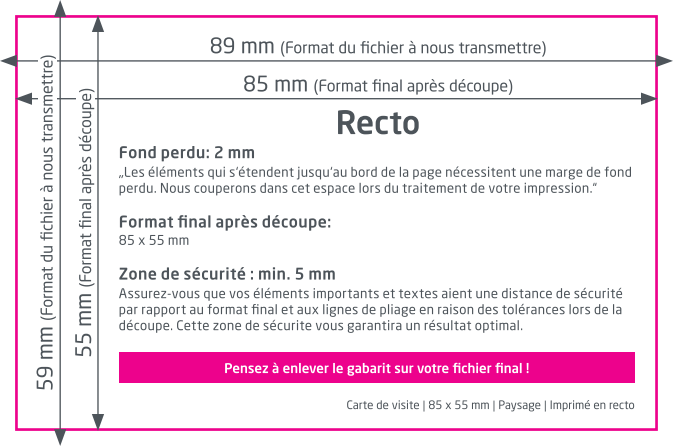 89 mm (Format du fichier à nous transmettre)
85 mm (Format final après découpe)
59 mm (Format du fichier à nous transmettre)
55 mm (Format final après découpe)
Recto
Fond perdu: 2 mm
„Les éléments qui s’étendent jusqu’au bord de la page nécessitent une marge de fond
perdu. Nous couperons dans cet espace lors du traitement de votre impression.“
Format final après découpe:
85 x 55 mm
Zone de sécurité : min. 5 mm
Assurez-vous que vos éléments importants et textes aient une distance de sécurité
par rapport au format final et aux lignes de pliage en raison des tolérances lors de la
découpe. Cette zone de sécurite vous garantira un résultat optimal.
Pensez à enlever le gabarit sur votre fichier final !
Carte de visite | 85 x 55 mm | Paysage | Imprimé en recto